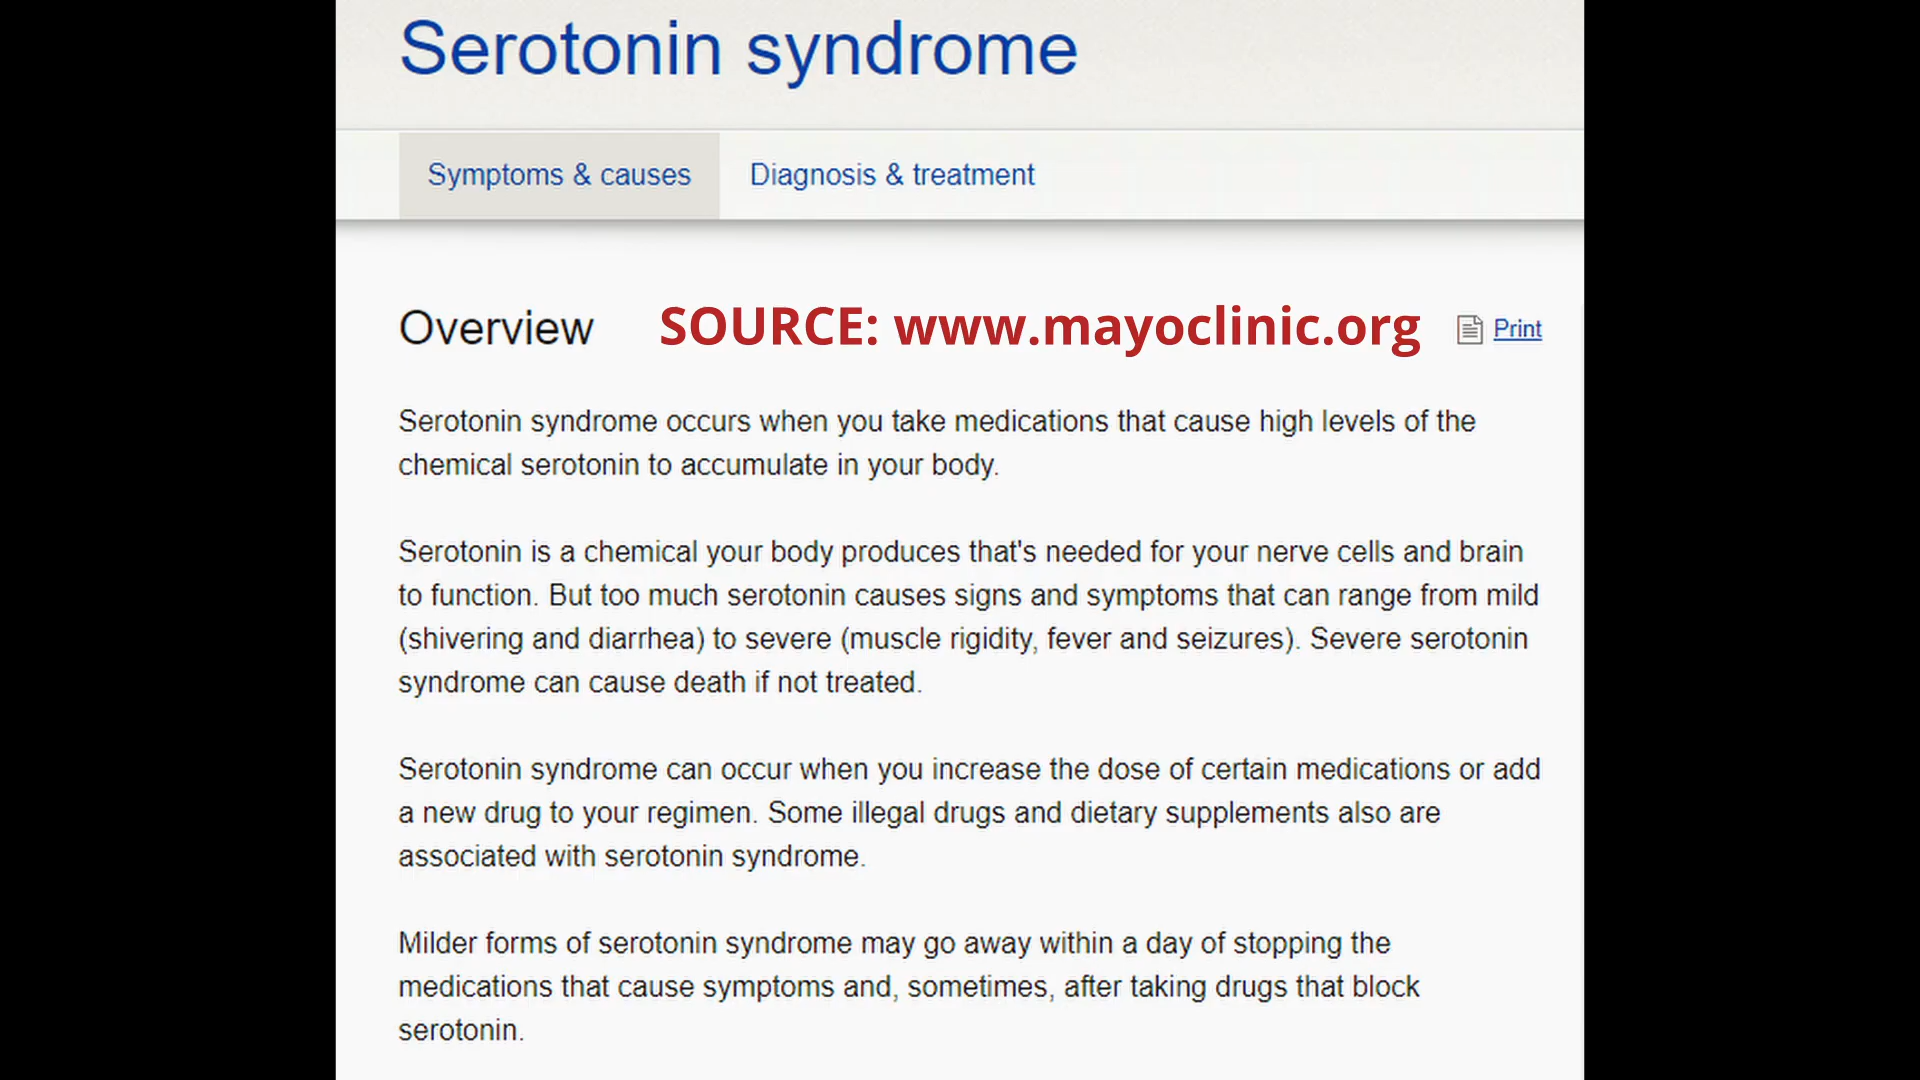 Serotonin syndrome
Symptoms & causes
Diagnosis & treatment
Overview
SOURCE: www.mayoclinic.org
Print
Serotonin syndrome occurs when you take medications that cause high levels of the
chemical serotonin to accumulate in your body.
Serotonin is a chemical your body produces that's needed for your nerve cells and brain
to function. But too much serotonin causes signs and symptoms that can range from mild
(shivering and diarrhea) to severe (muscle rigidity, fever and seizures). Severe serotonin
syndrome can cause death if not treated.
Serotonin syndrome can occur when you increase the dose of certain medications or add
a new drug to your regimen. Some illegal drugs and dietary supplements also are
associated with serotonin syndrome.
Milder forms of serotonin syndrome may go away within a day of stopping the
medications that cause symptoms and, sometimes, after taking drugs that block
serotonin.